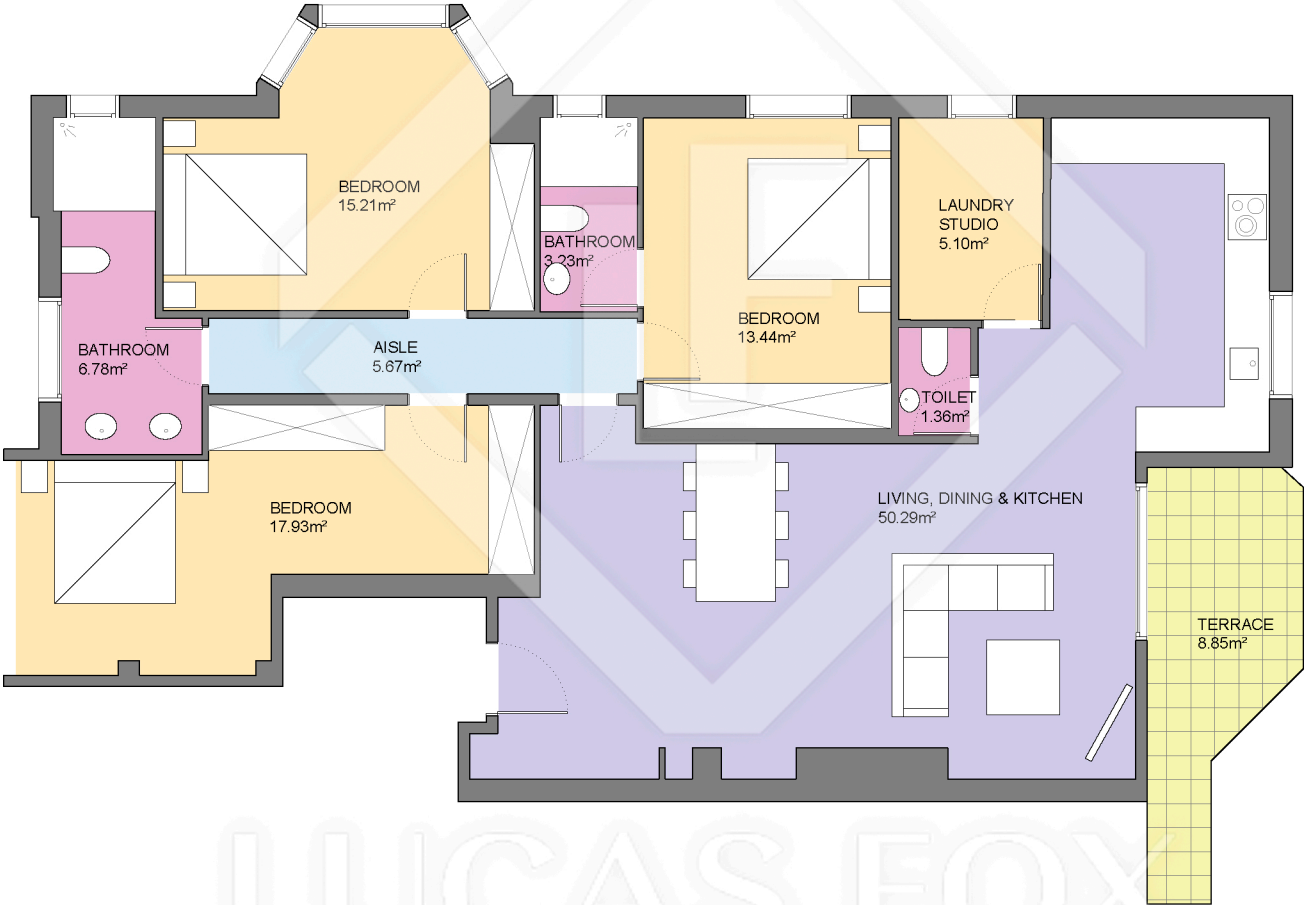 BEDROOM
15.21m²
BATHROOM
3.23m²
LAUNDRY
STUDIO
5.10m²
BEDROOM
13.44m²
AISLE
5.67m²
BATHROOM
6.78m²
TOILET
1.36m²
BEDROOM
17.93m²
LIVING, DINING & KITCHEN
50.29m²
TERRACE
8.85m²
LUCAS FOX